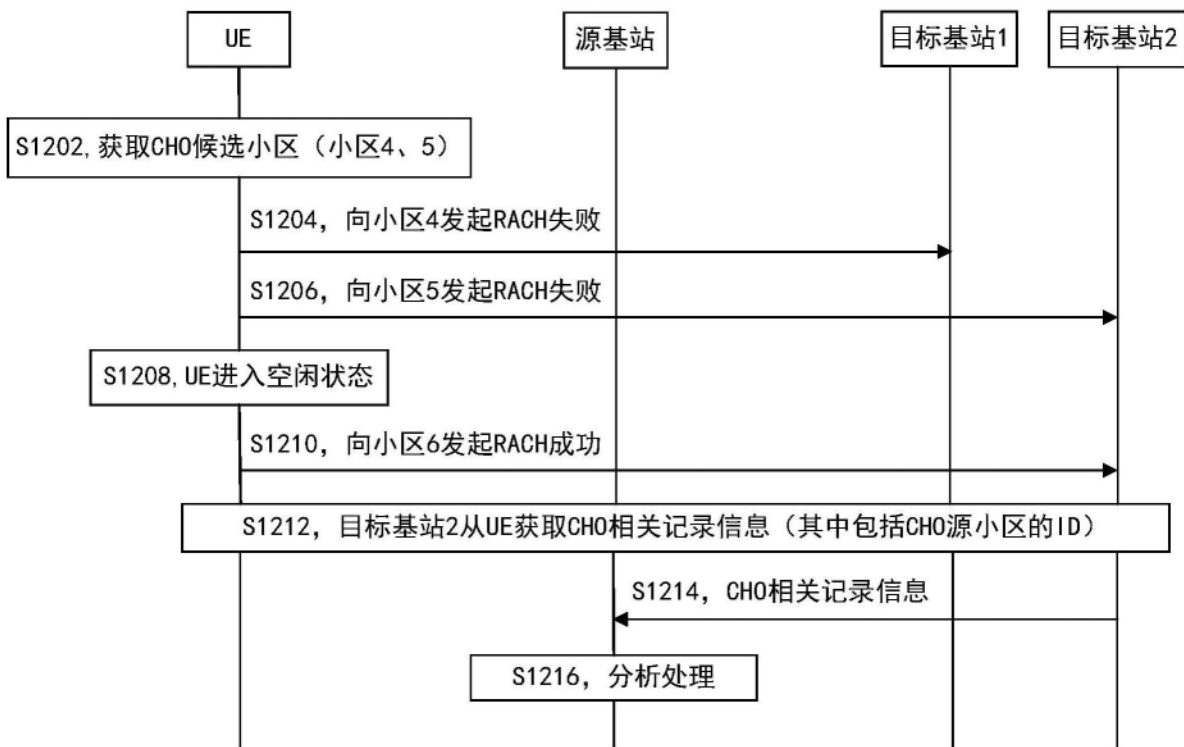 UE
源基站
目标基站1
目标基站2
S1202,获取CHO候选小区（小区4、5）
S1204，向小区4发起RACH失败
S1206，向小区5发起RACH失败
S1208,UE进入空闲状态
S1210，向小区6发起RACH成功
S1212，目标基站2从UE获取CHO相关记录信息（其中包括CHO源小区的ID）
S1214，CHO相关记录信息
S1216，分析处理